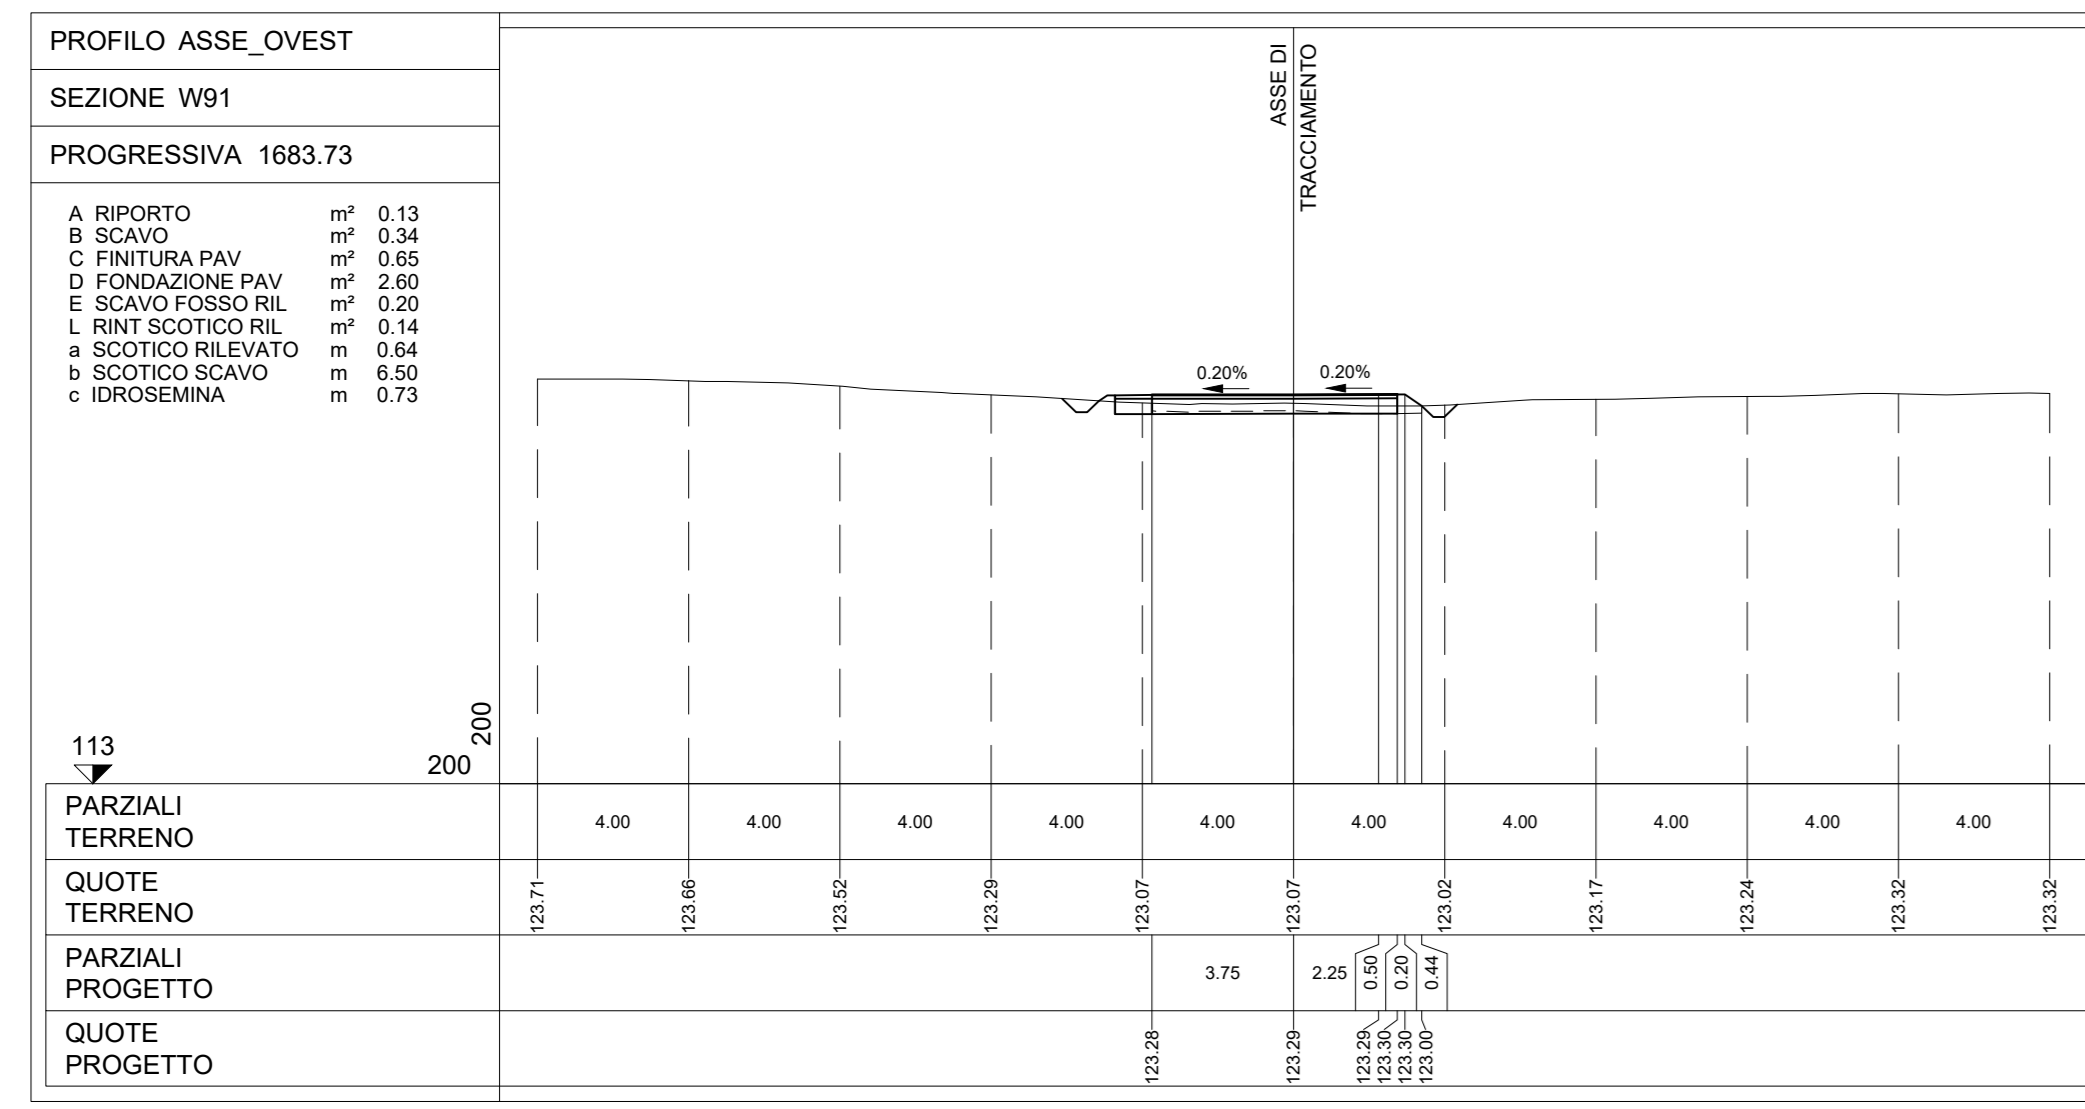 PROFILO ASSE_OVEST
SEZIONE W91
PROGRESSIVA 1683.73
A RIPORTO m² 0.13
B SCAVO m² 0.34
C FINITURA PAV m² 0.65
D FONDAZIONE PAV m² 2.60
E SCAVO FOSSO RIL m² 0.20
L RINT SCOTICO RIL m² 0.14
a SCOTICO RILEVATO m 0.64
b SCOTICO SCAVO m 6.50
c IDROSEMINA m 0.73
ASSE DI
TRACCIAMENTO
0.20% 0.20%
113
200
200
PARZIALI
TERRENO
4.00 4.00 4.00 4.00 4.00 4.00 4.00 4.00 4.00 4.00
QUOTE
TERRENO
123.71 123.66 123.52 123.29 123.07 123.07 123.02 123.17 123.24 123.32 123.32
PARZIALI
PROGETTO
3.75 2.25 0.50 0.20 0.44
QUOTE
PROGETTO
123.28 123.29 123.29 123.30 123.30 123.00